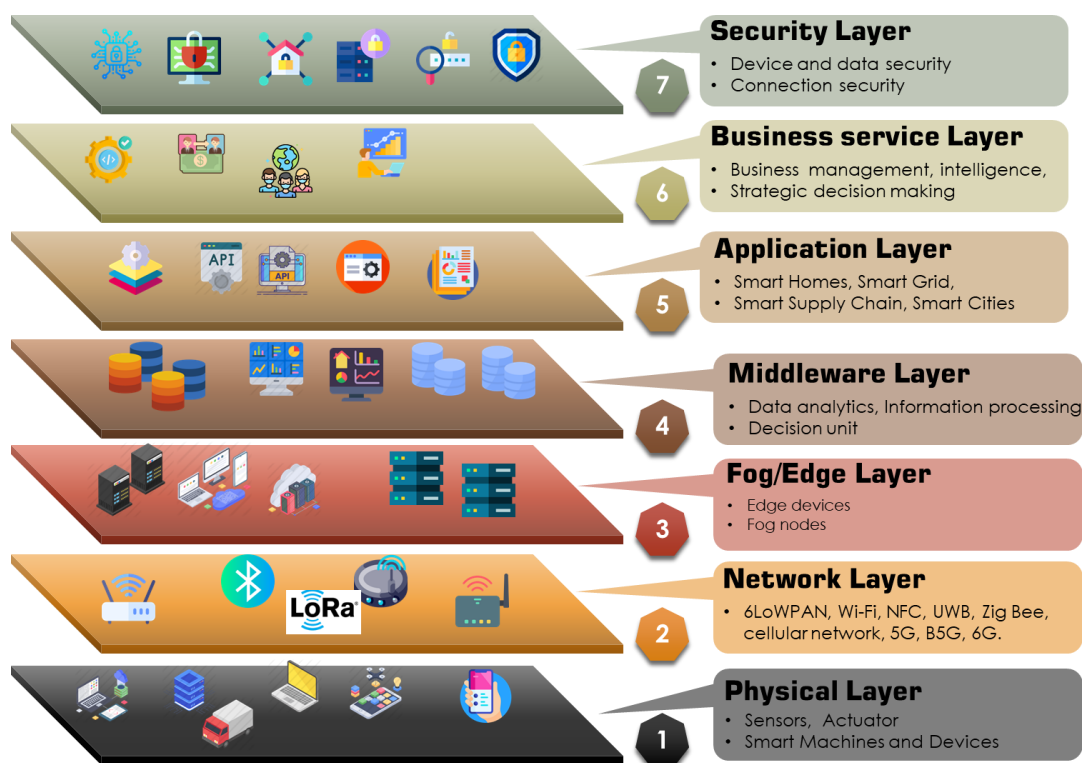 Security Layer
• Device and data security
• Connection security
7
Business service Layer
• Business management, intelligence,
• Strategic decision making
6
API
API
Application Layer
• Smart Homes, Smart Grid,
• Smart Supply Chain, Smart Cities
5
Middleware Layer
• Data analytics, Information processing
• Decision unit
4
Fog/Edge Layer
• Edge devices
• Fog nodes
3
LoRa
Network Layer
• 6LoWPAN, Wi-Fi, NFC, UWB, Zig Bee,
cellular network, 5G, B5G, 6G.
2
Physical Layer
• Sensors, Actuator
• Smart Machines and Devices
1